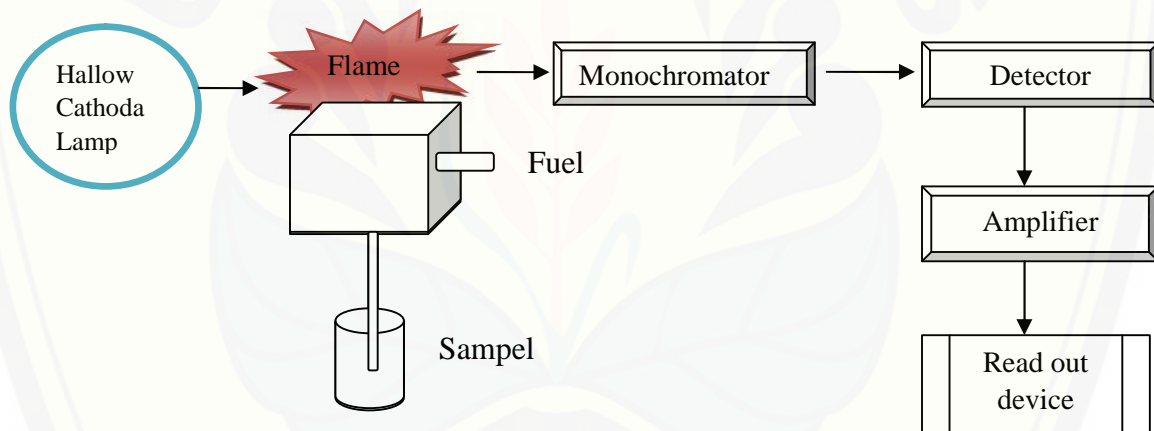 Hallow
Cathoda
Lamp
Flame
Monochromator
Detector
Fuel
Amplifier
Sampel
Read out
device